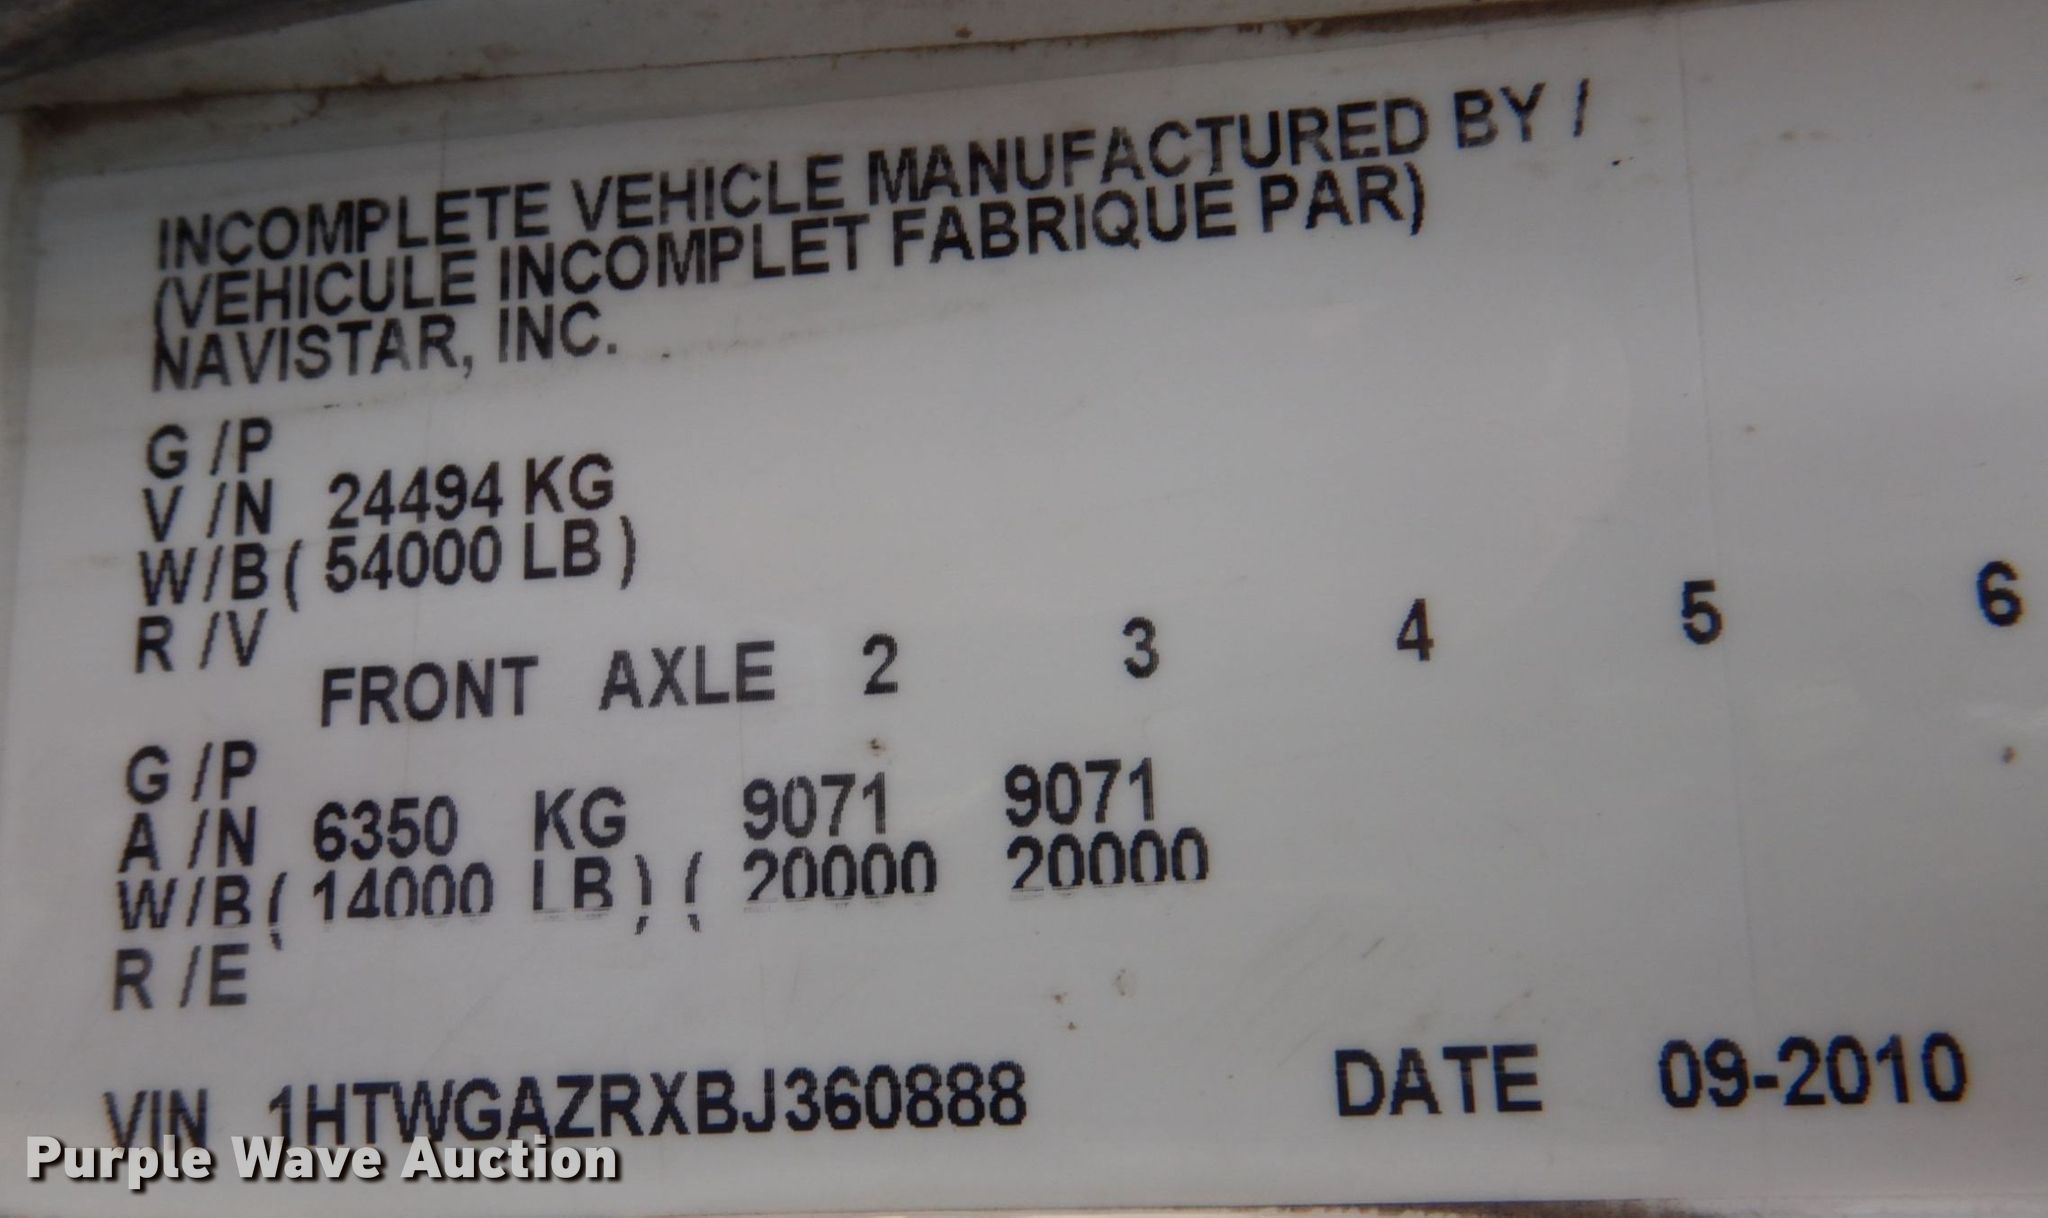 INCOMPLETE VEHICLE MANUFACTURED BY /
(VEHICULE INCOMPLET FABRIQUE PAR)
NAVISTAR, INC.
G /P
V /N 24494 KG
W/B ( 54000 LB )
R /V
FRONT AXLE 2 3 4 5 6
G /P
A /N 6350 KG 9071 9071
W/B ( 14000 LB ) ( 20000 20000
R /E
VIN 1HTWGAZRXBJ360888 DATE 09-2010
Purple Wave Auction